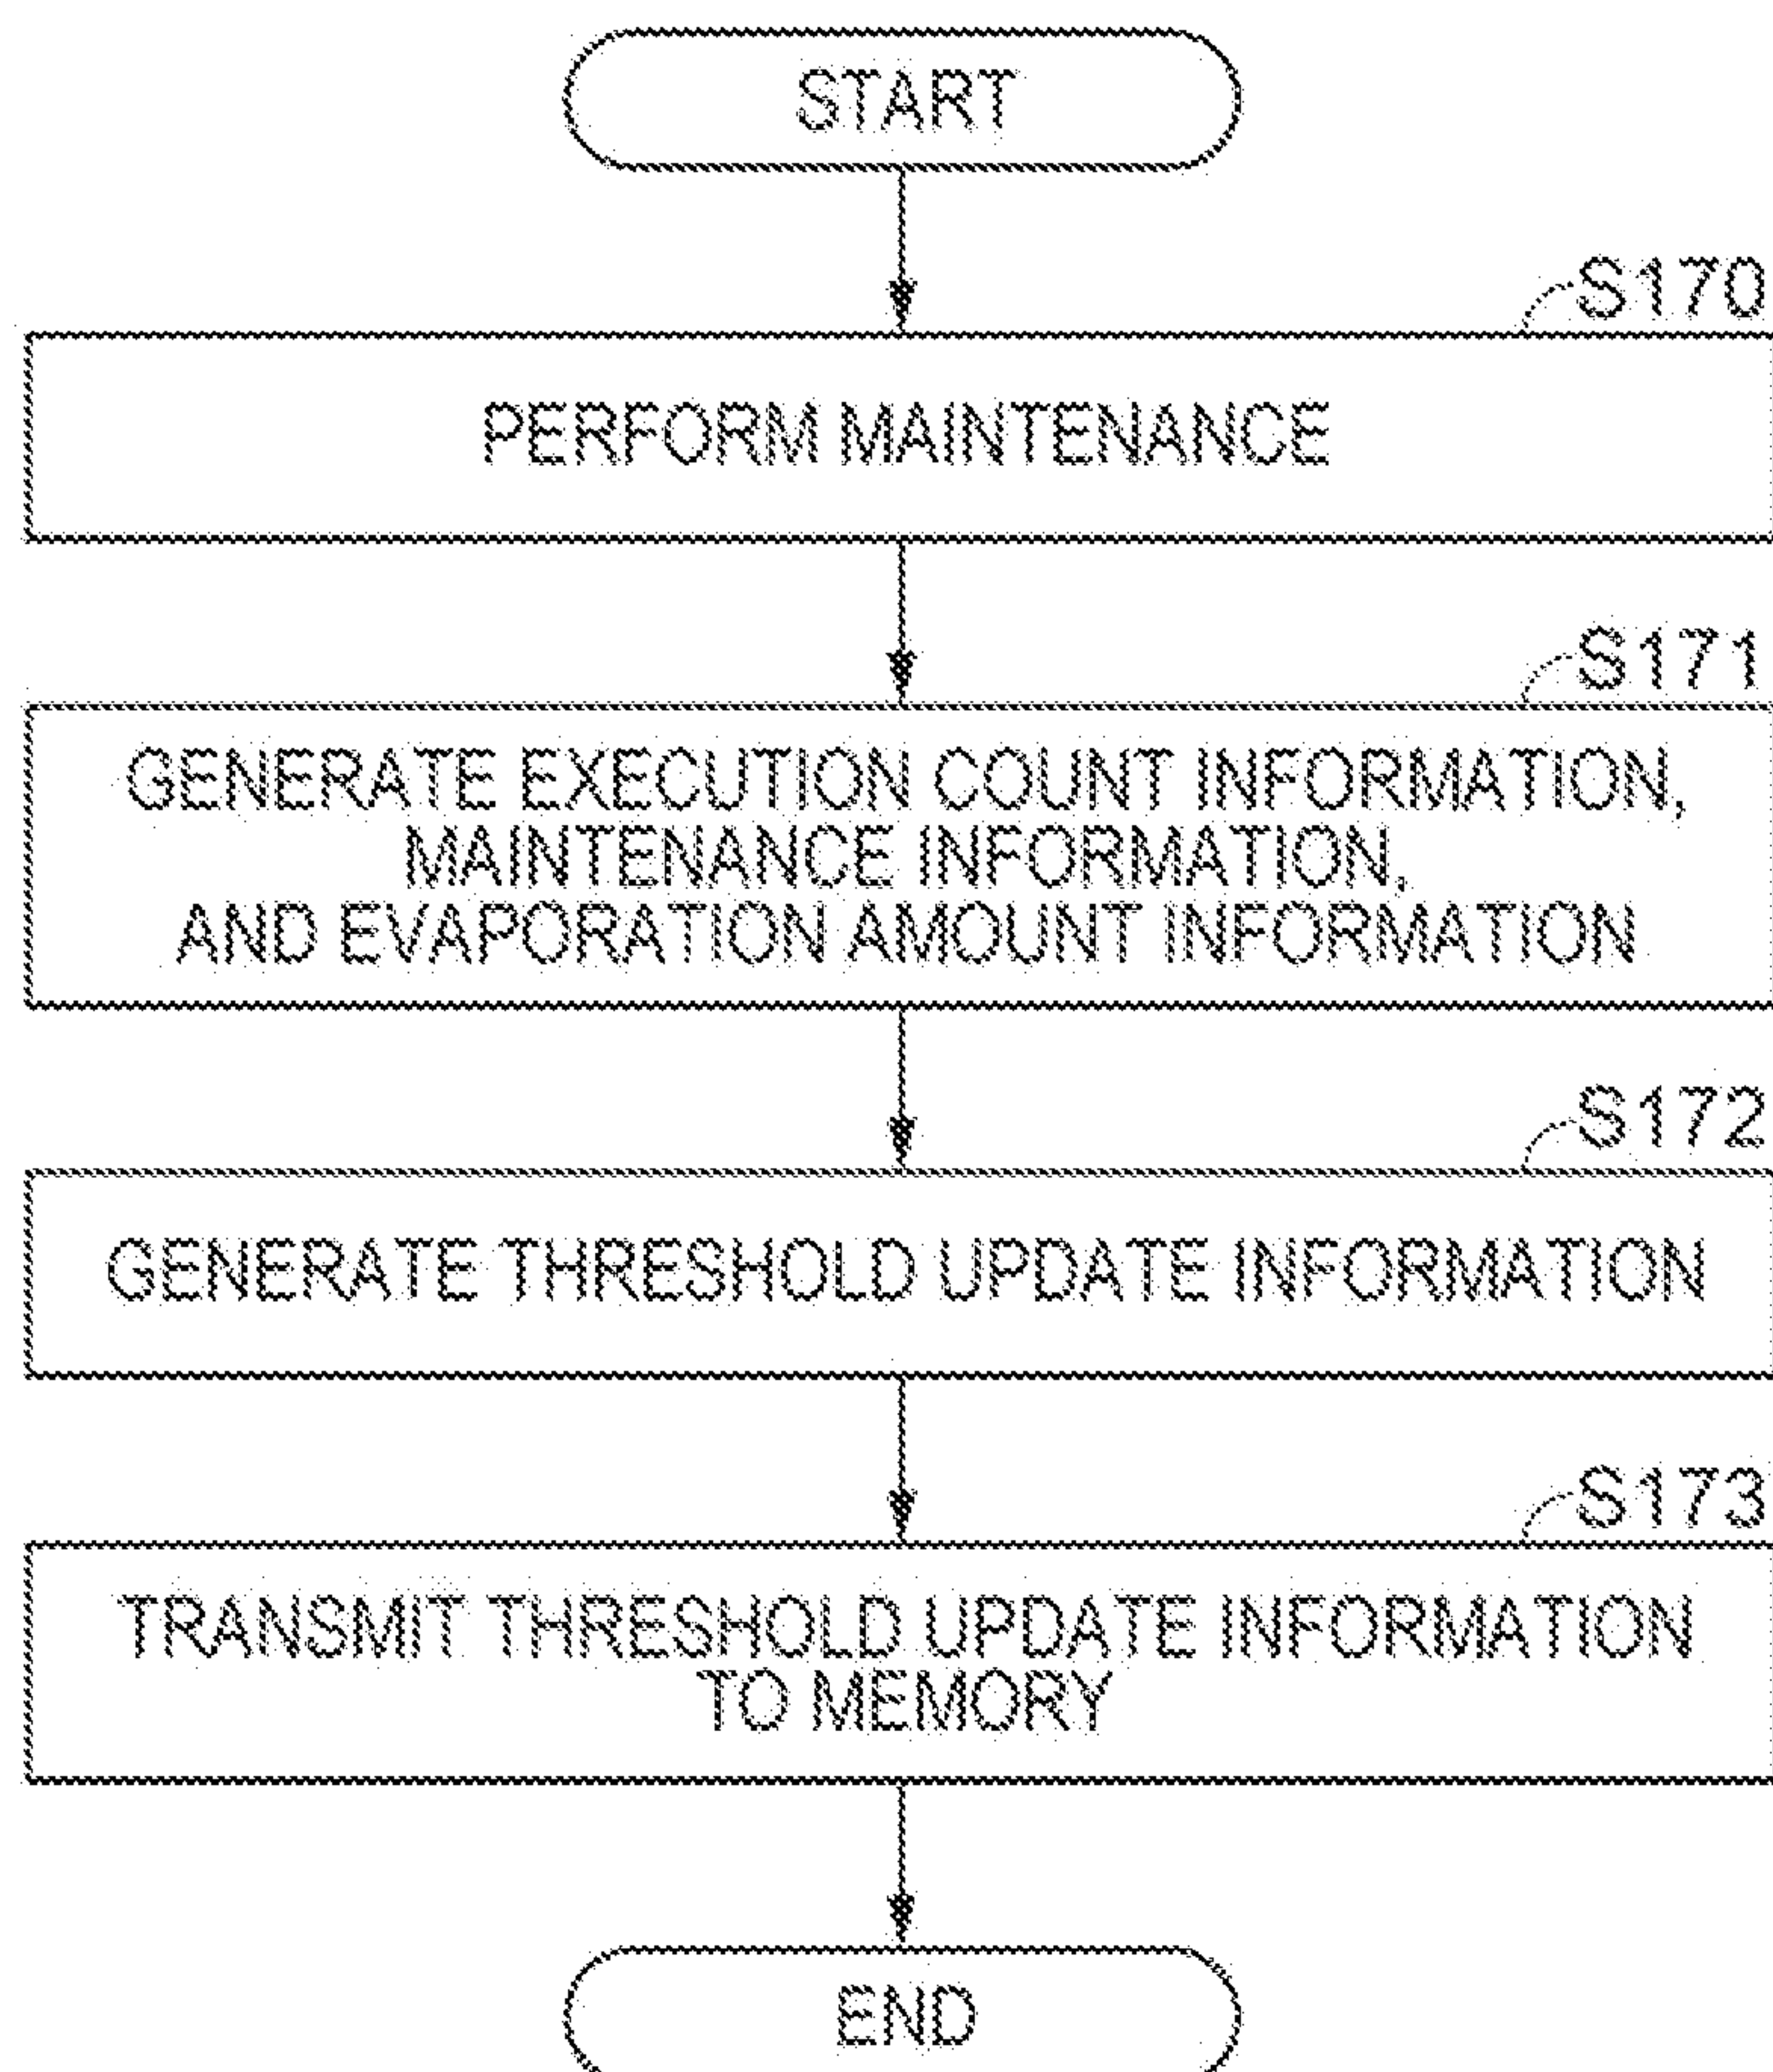 START
S170
PERFORM MAINTENANCE
S171
GENERATE EXECUTION COUNT INFORMATION,
MAINTENANCE INFORMATION,
AND EVAPORATION AMOUNT INFORMATION
S172
GENERATE THRESHOLD UPDATE INFORMATION
S173
TRANSMIT THRESHOLD UPDATE INFORMATION
TO MEMORY
END